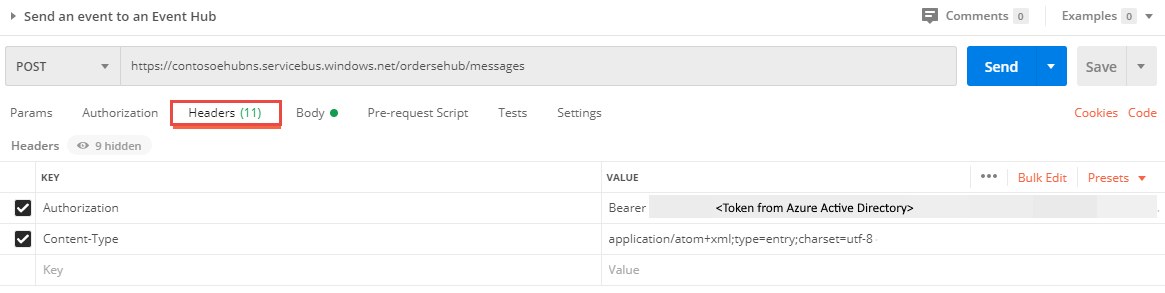 Send an event to an Event Hub Comments 0 Examples 0
POST https://contosoehubns.servicebus.windows.net/ordersehub/messages Send Save
Params Authorization Headers (11) Body Pre-request Script Tests Settings Cookies Code
Headers 9 hidden
KEY VALUE ••• Bulk Edit Presets
Authorization Bearer <Token from Azure Active Directory>
Content-Type application/atom+xml;type=entry;charset=utf-8
Key Value